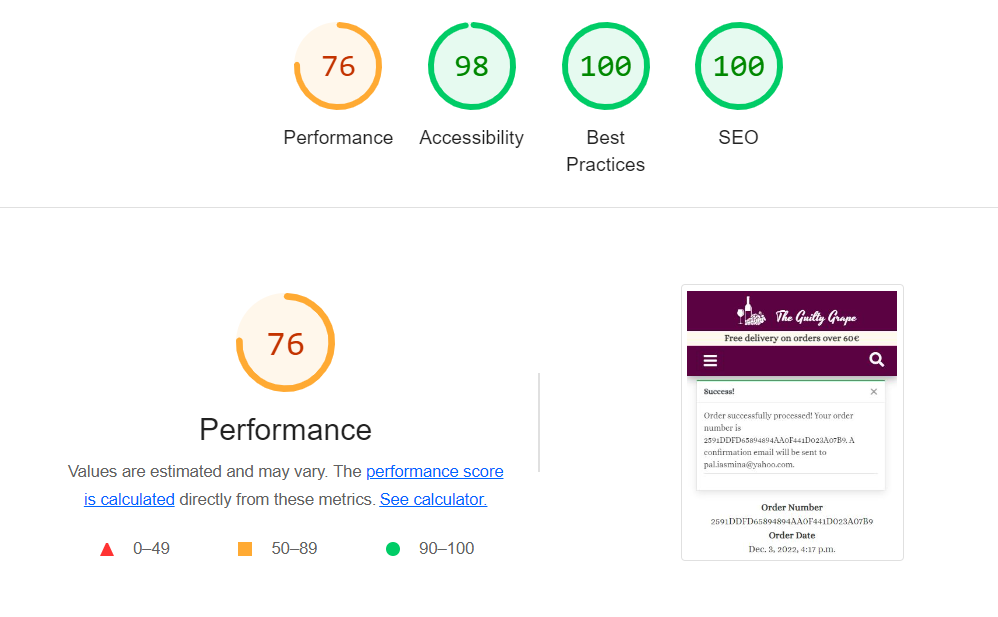 76
98
100
100
Performance
Accessibility
Best
Practices
SEO
76
Performance
Values are estimated and may vary. The performance score
is calculated directly from these metrics. See calculator.
0–49
50–89
90–100
The Guilty Grape
Free delivery on orders over 60€
Success!
×
Order successfully processed! Your order
number is
2591DDFD65894894AA0F441D023A07B9. A
confirmation email will be sent to
pal.iasmina@yahoo.com.
Order Number
2591DDFD65894894AA0F441D023A07B9
Order Date
Dec. 3, 2022, 4:17 p.m.